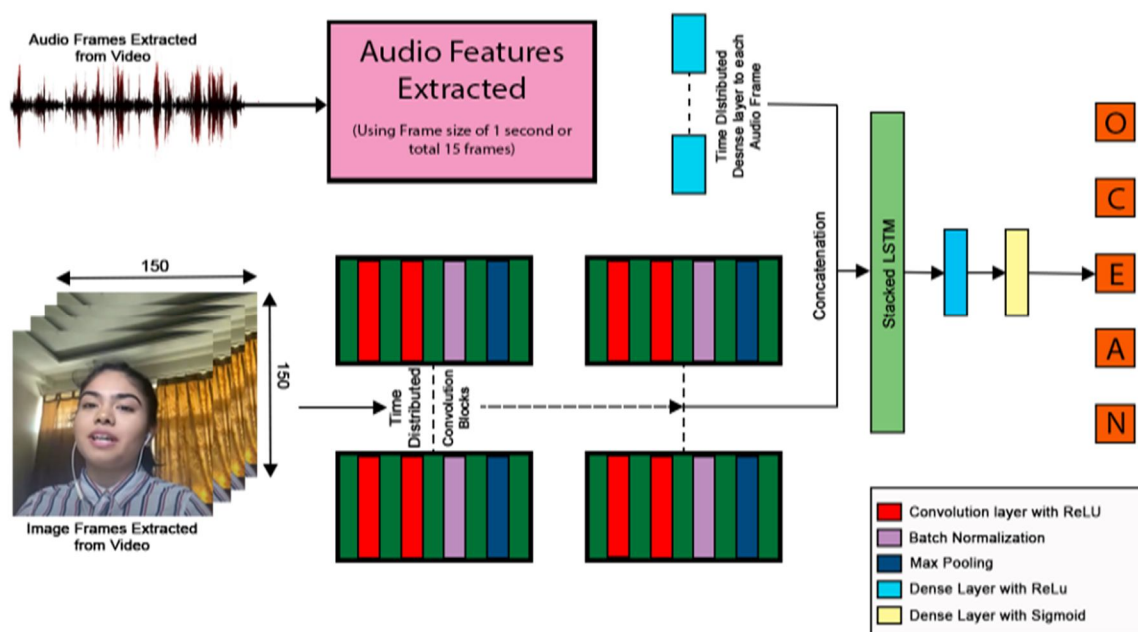 Audio Frames Extracted
from Video
Audio Features
Extracted
(Using Frame size of 1 second or
total 15 frames)
Time Distributed
Desnse layer to each
Audio Frame
150
150
Image Frames Extracted
from Video
Time
Distributed
Convolution
Blocks
Concatenation
Stacked LSTM
O
C
E
A
N
Convolution layer with ReLU
Batch Normalization
Max Pooling
Dense Layer with ReLu
Dense Layer with Sigmoid